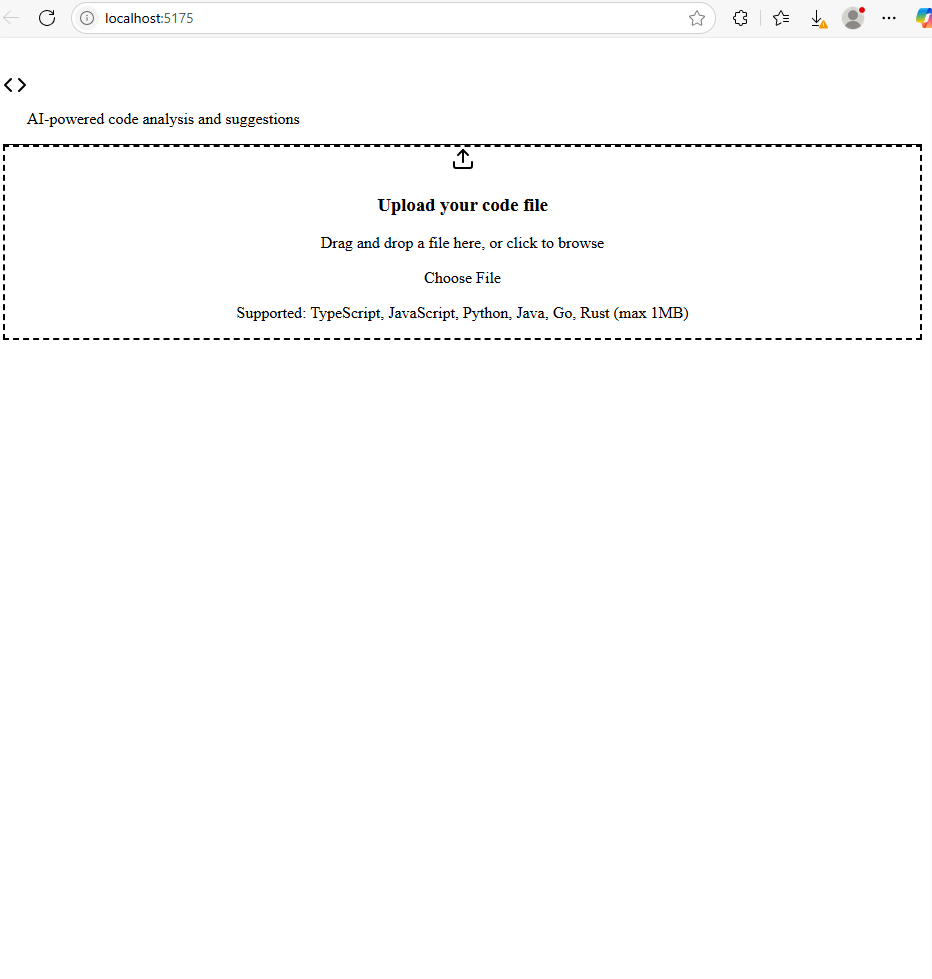 localhost:5175
AI-powered code analysis and suggestions
Upload your code file
Drag and drop a file here, or click to browse
Choose File
Supported: TypeScript, JavaScript, Python, Java, Go, Rust (max 1MB)